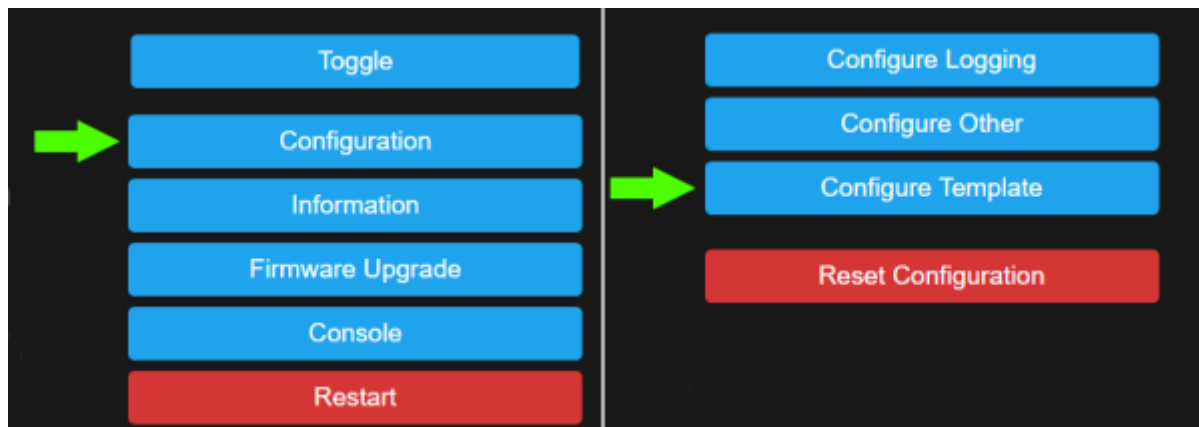 Toggle
Configuration
Information
Firmware Upgrade
Console
Restart
Configure Logging
Configure Other
Configure Template
Reset Configuration